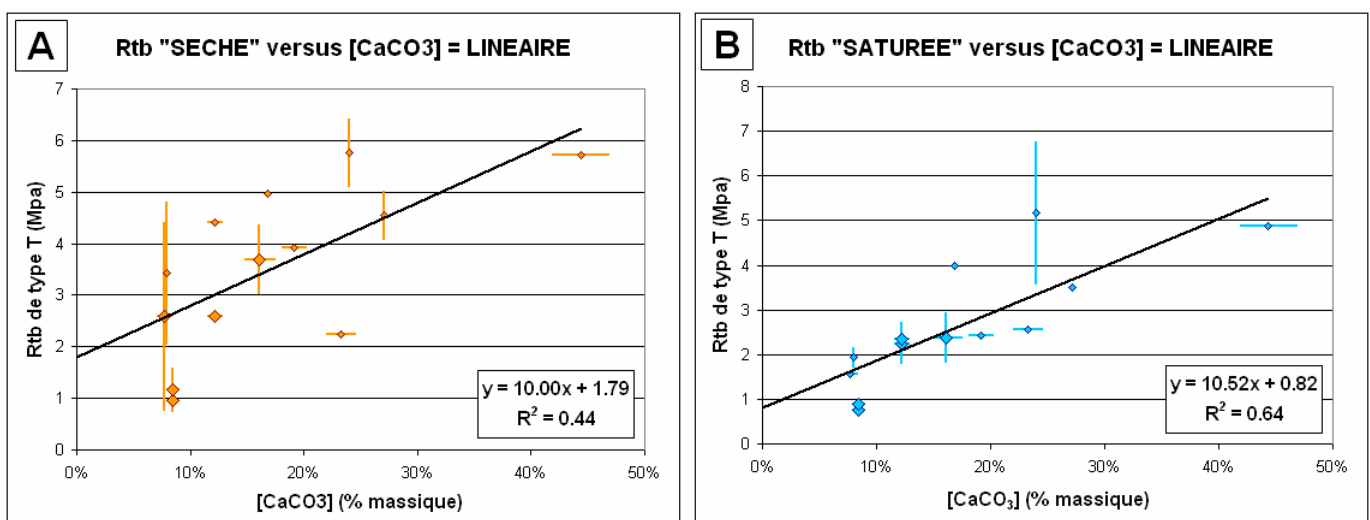 A
Rtb "SECHE" versus [CaCO3] = LINEAIRE
Rtb de type T (Mpa)
7
6
5
4
3
2
1
0
y = 10.00x + 1.79
R² = 0.44
0% 10% 20% 30% 40% 50%
[CaCO3] (% massique)
B
Rtb "SATUREE" versus [CaCO3] = LINEAIRE
Rtb de type T (Mpa)
8
7
6
5
4
3
2
1
0
y = 10.52x + 0.82
R² = 0.64
0% 10% 20% 30% 40% 50%
[CaCO₃] (% massique)